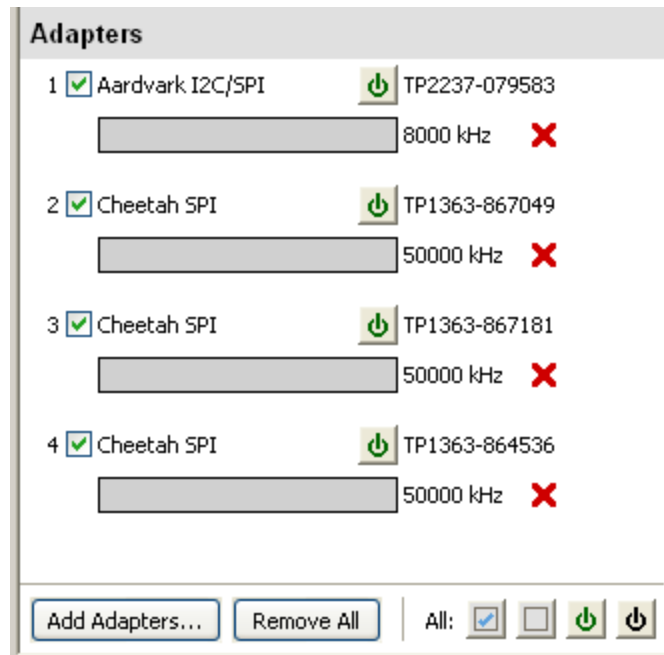 Adapters
1 Aardvark I2C/SPI TP2237-079583
8000 kHz
2 Cheetah SPI TP1363-867049
50000 kHz
3 Cheetah SPI TP1363-867181
50000 kHz
4 Cheetah SPI TP1363-864536
50000 kHz
Add Adapters... Remove All All: